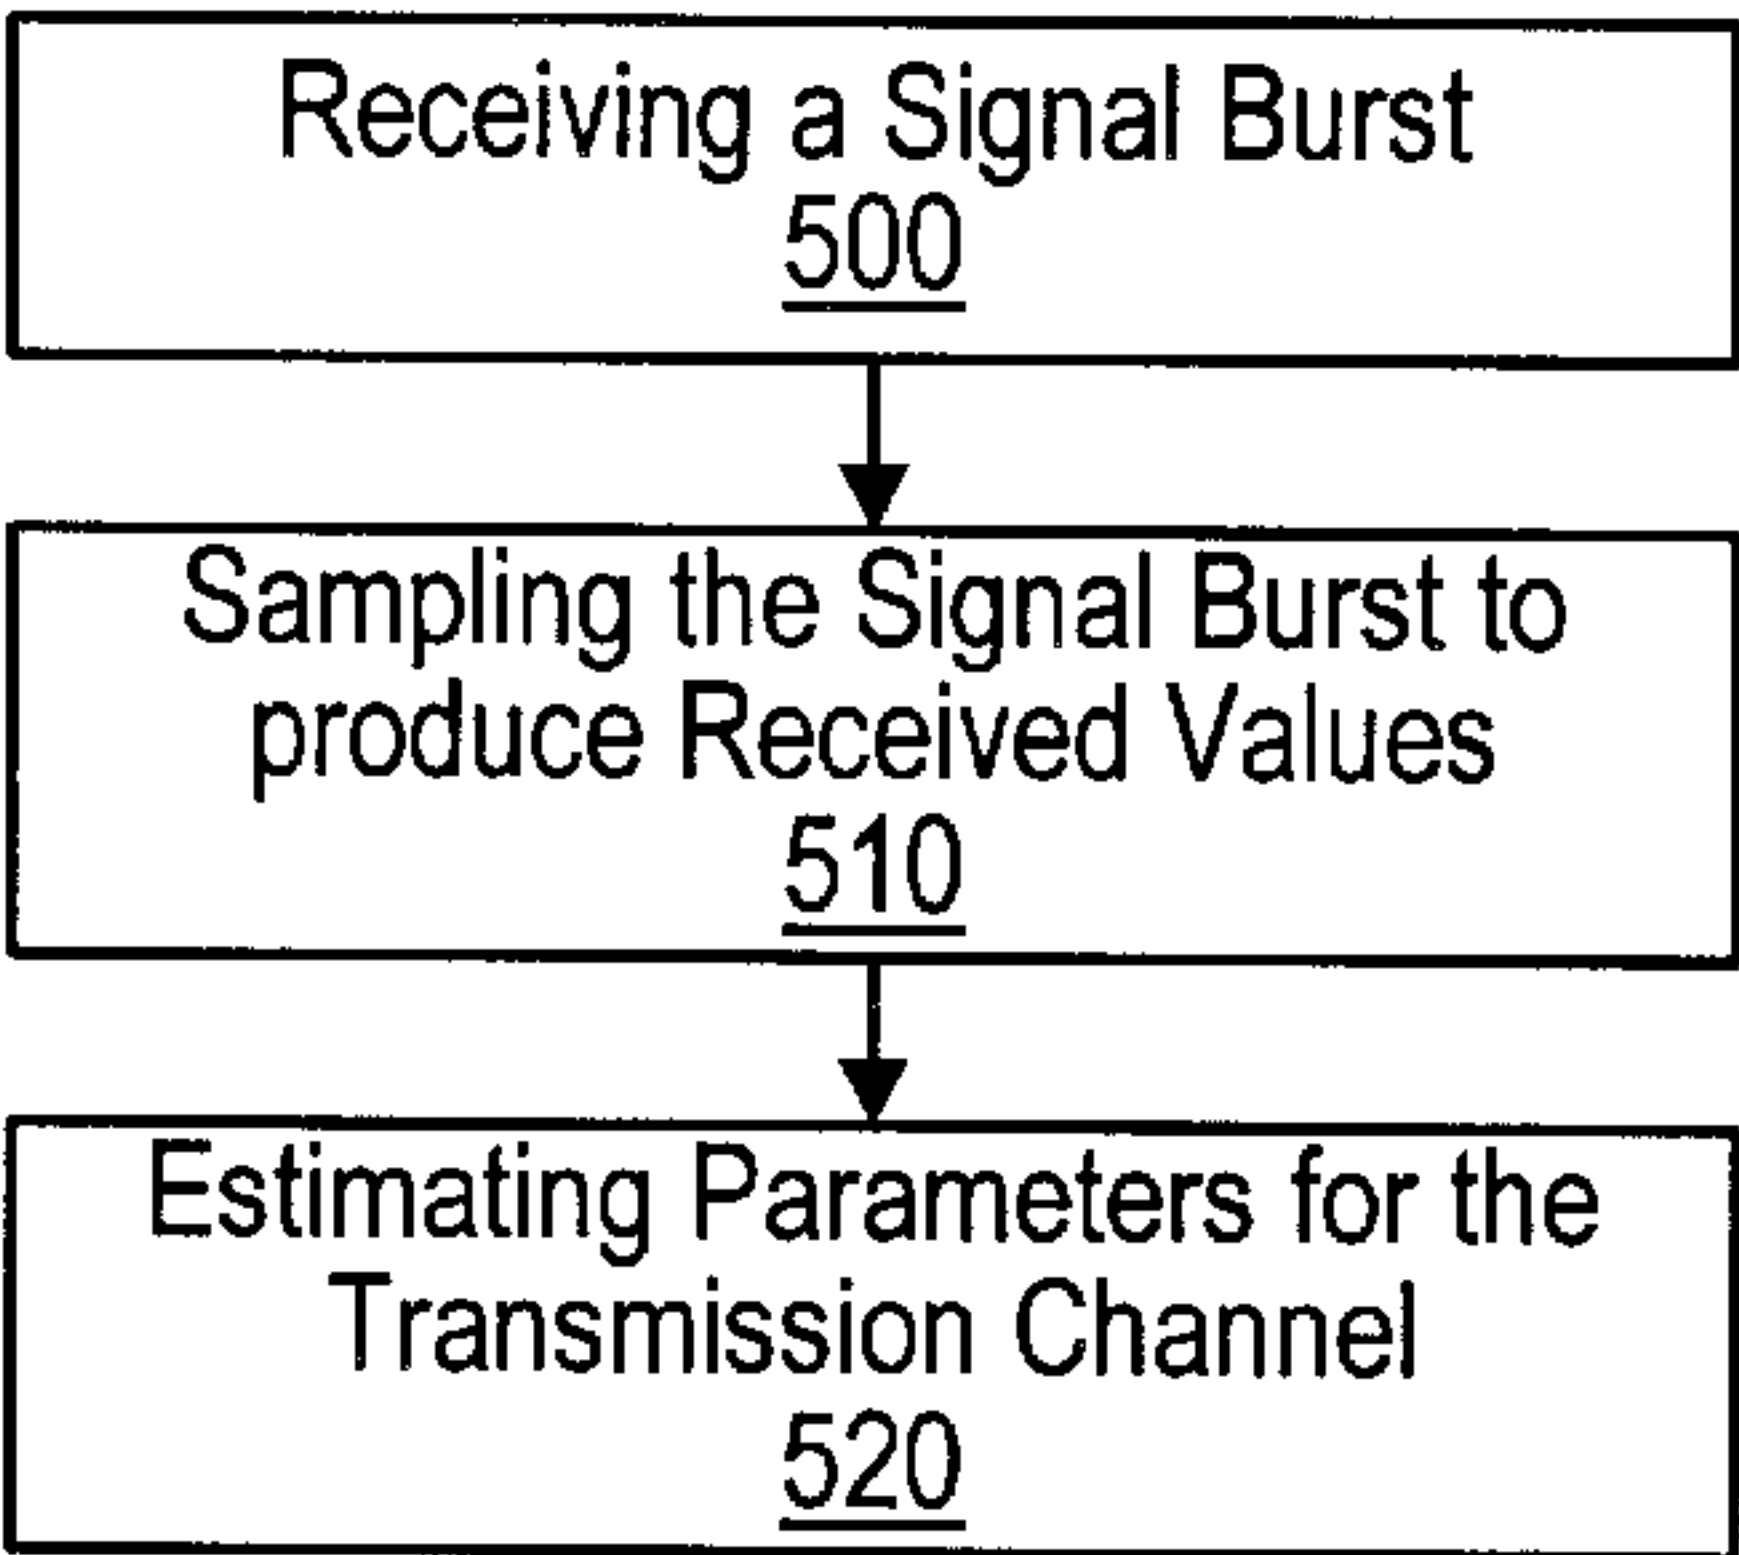 Receiving a Signal Burst
500
Sampling the Signal Burst to
produce Received Values
510
Estimating Parameters for the
Transmission Channel
520